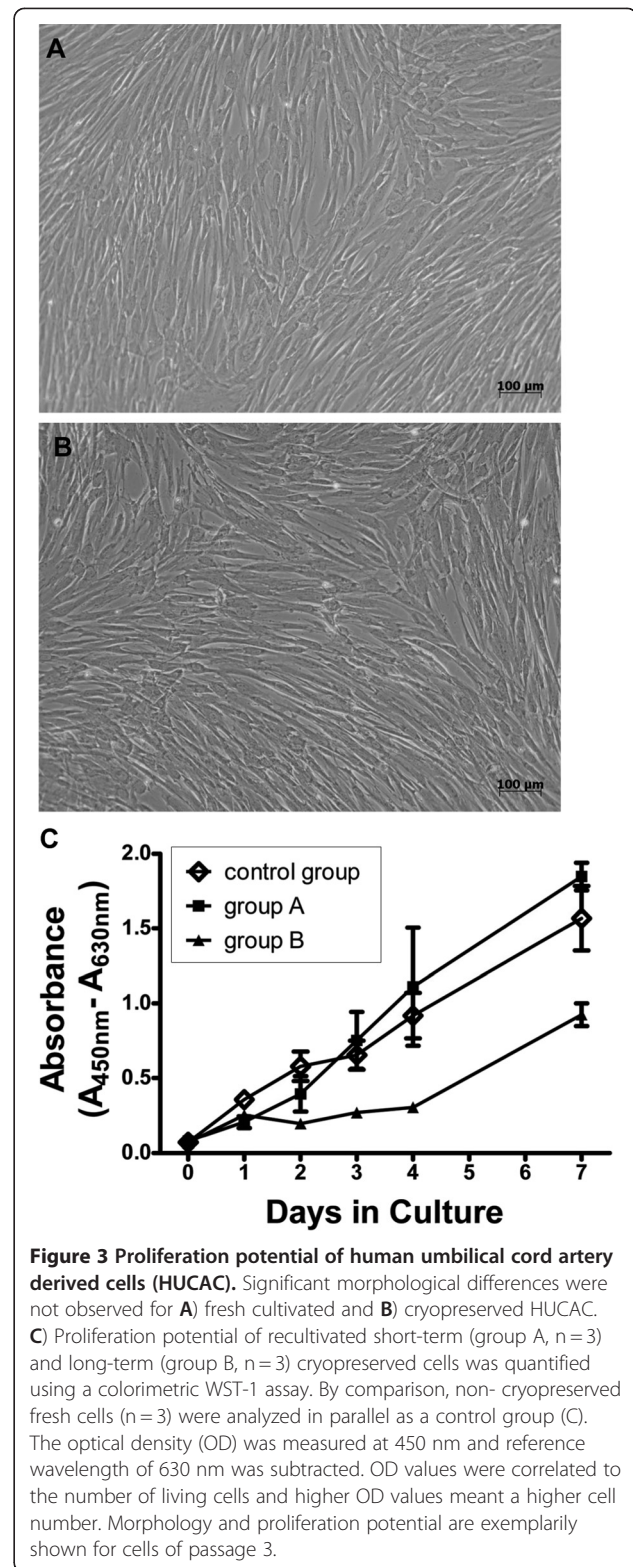 A
100 µm
B
100 µm
C
2.0
1.5
1.0
0.5
0.0
Absorbance
(A450nm- A630nm)
control group
group A
group B
0 1 2 3 4 5 6 7
Days in Culture
Figure 3 Proliferation potential of human umbilical cord artery
derived cells (HUCAC). Significant morphological differences were
not observed for A) fresh cultivated and B) cryopreserved HUCAC.
C) Proliferation potential of recultivated short-term (group A, n = 3)
and long-term (group B, n = 3) cryopreserved cells was quantified
using a colorimetric WST-1 assay. By comparison, non- cryopreserved
fresh cells (n = 3) were analyzed in parallel as a control group (C).
The optical density (OD) was measured at 450 nm and reference
wavelength of 630 nm was subtracted. OD values were correlated to
the number of living cells and higher OD values meant a higher cell
number. Morphology and proliferation potential are exemplarily
shown for cells of passage 3.